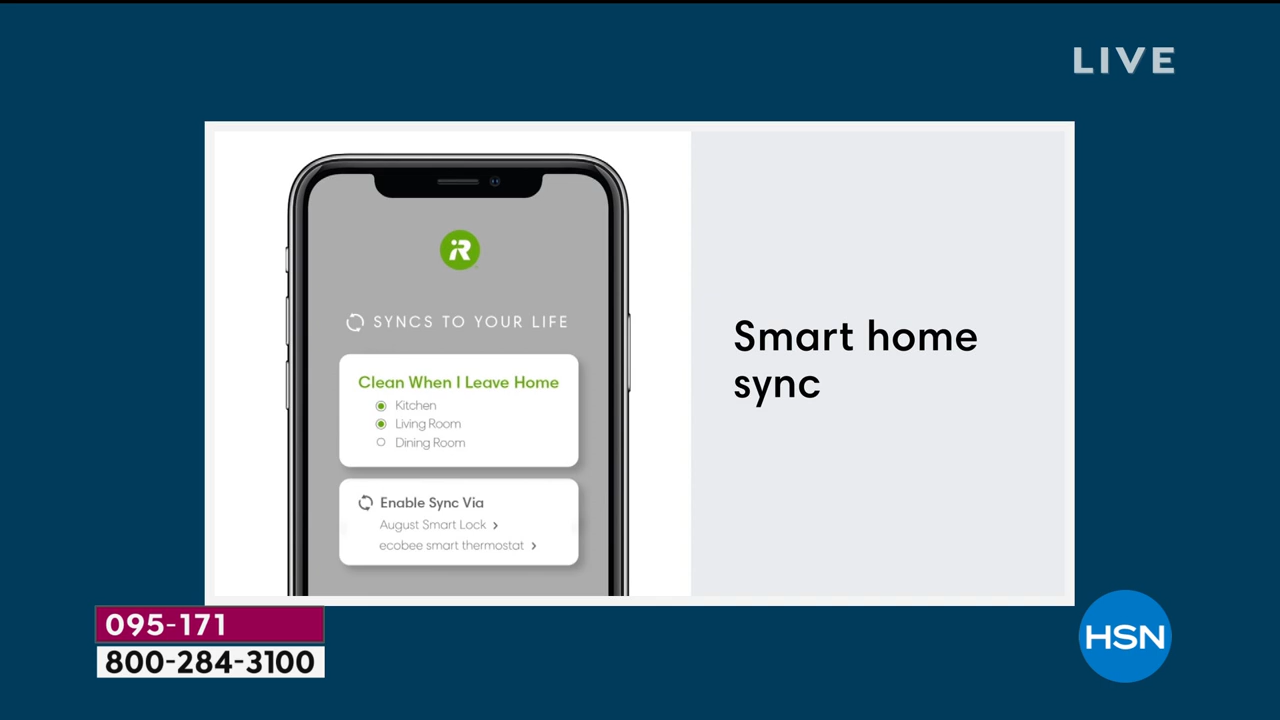 LIVE
iR
SYNCS TO YOUR LIFE
Clean When I Leave Home
Kitchen
Living Room
Dining Room
Enable Sync Via
August Smart Lock >
ecobee smart thermostat >
Smart home
sync
095-171
800-284-3100
HSN